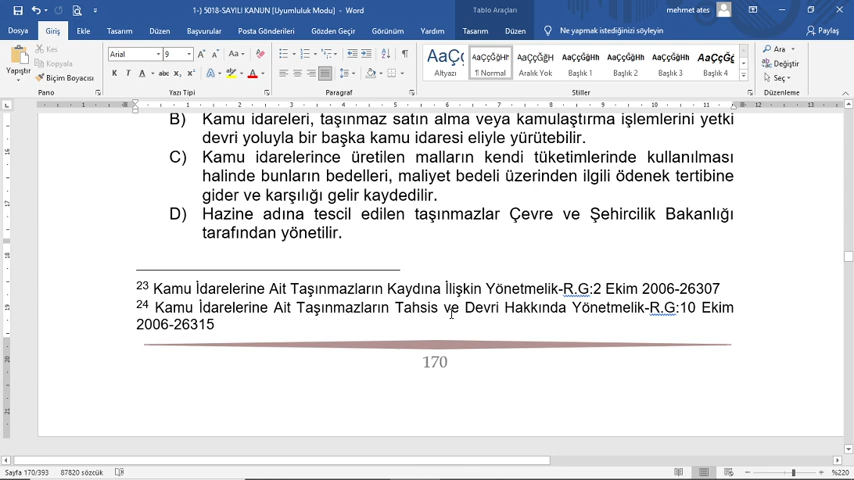 1-) 5018-SAYILI KANUN [Uyumluluk Modu] - Word
Tablo Araçları
mehmet ates
Dosya Giriş Ekle Tasarım Düzen Başvurular Posta Gönderileri Gözden Geçir Görünüm Yardım Tasarım Düzen Ne yapmak istediğinizi söyleyin Paylaş
Yapıştır
Kes
Kopyala
Biçim Boyacısı
Arial 9
AaÇç AaÇçĞğHh AaÇçĞğ AaÇçĞğHh AaÇçĞğHh AaÇçĞğHh AaÇçĞğH
Altyazı ¶ Normal Aralık Yok Başlık 1 Başlık 2 Başlık 3 Başlık 4
Ara
Değiştir
Seç
Pano Yazı Tipi Paragraf Stiller Düzenleme
B) Kamu idareleri, taşınmaz satın alma veya kamulaştırma işlemlerini yetki
devri yoluyla bir başka kamu idaresi eliyle yürütebilir.
C) Kamu idarelerince üretilen malların kendi tüketimlerinde kullanılması
halinde bunların bedelleri, maliyet bedeli üzerinden ilgili ödenek tertibine
gider ve karşılığı gelir kaydedilir.
D) Hazine adına tescil edilen taşınmazlar Çevre ve Şehircilik Bakanlığı
tarafından yönetilir.
23 Kamu İdarelerine Ait Taşınmazların Kaydına İlişkin Yönetmelik-R.G:2 Ekim 2006-26307
24 Kamu İdarelerine Ait Taşınmazların Tahsis ve Devri Hakkında Yönetmelik-R.G:10 Ekim
2006-26315
170
Sayfa 170/393 87820 sözcük %220